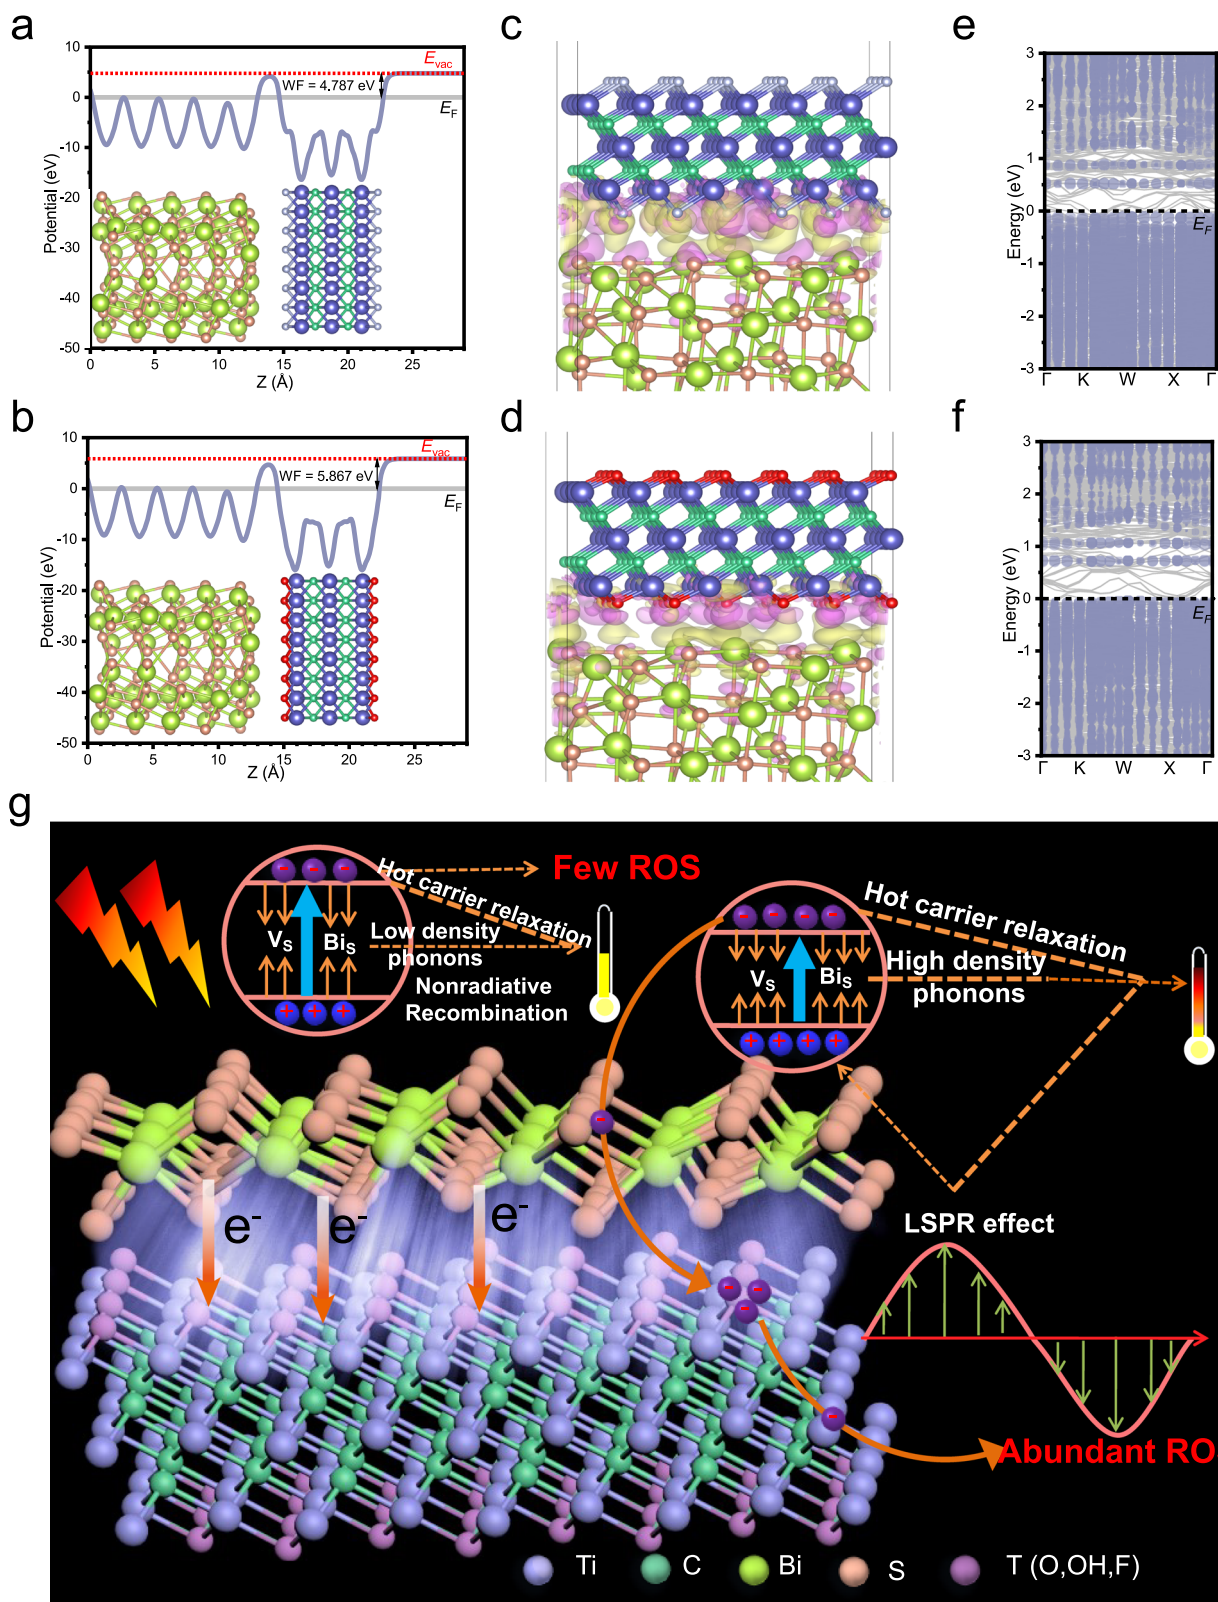 a
10
0
-10
-20
-30
-40
-50
Potential (eV)
E_vac
WF = 4.787 eV
E_F
0 5 10 15 20 25
Z (Å)
c
e
3
2
1
0
-1
-2
-3
Energy (eV)
E_F
Γ K W X Γ
b
10
0
-10
-20
-30
-40
-50
Potential (eV)
E_vac
WF = 5.867 eV
E_F
0 5 10 15 20 25
Z (Å)
d
f
3
2
1
0
-1
-2
-3
Energy (eV)
E_F
Γ K W X Γ
g
- - -
V_S
Bi_S
+ + +
Hot carrier relaxation
Few ROS
Low density
phonons
Nonradiative
Recombination
- - - -
V_S
Bi_S
+ + + +
Hot carrier relaxation
High density
phonons
-
e-
e-
e-
- - -
-
LSPR effect
Abundant RO
Ti
C
Bi
S
T (O,OH,F)